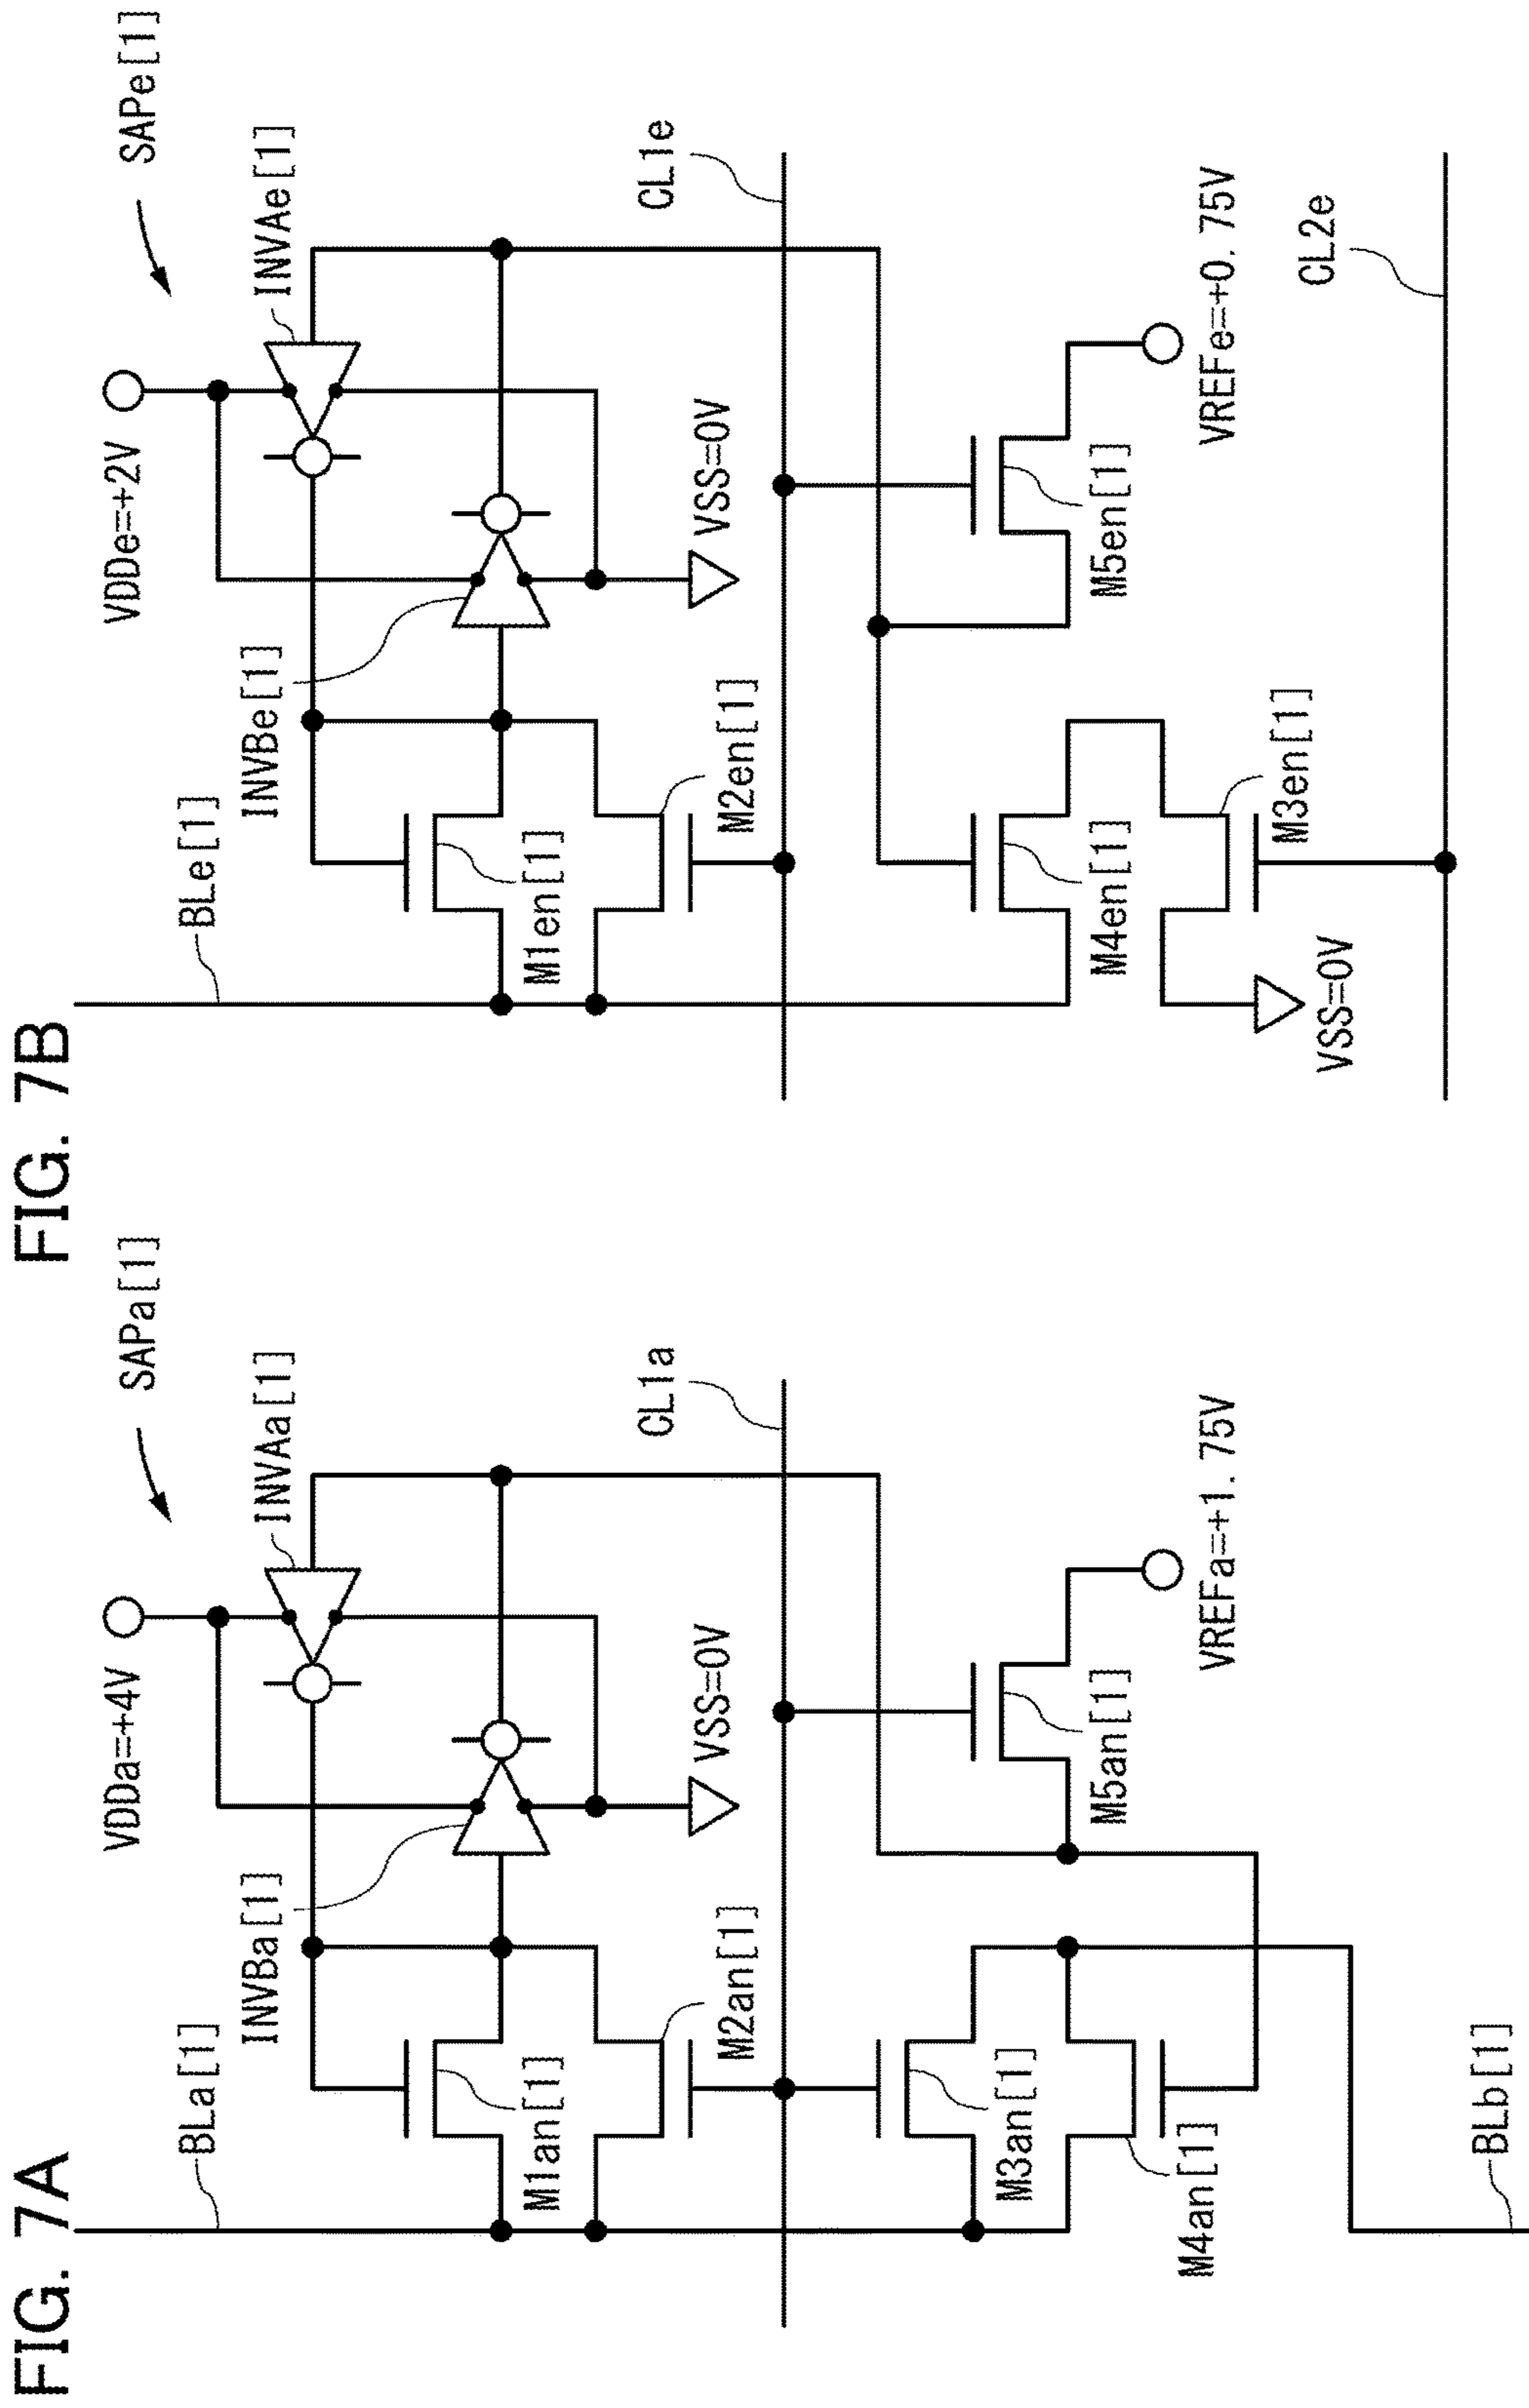 FIG. 7A
SAPa[1]
VDDa=+4V
INVAa[1]
BLa[1]
INVBa[1]
VSS=0V
CL1a
M1an[1]
M2an[1]
M3an[1]
M4an[1]
M5an[1]
VREFa=+1.75V
BLb[1]
FIG. 7B
SAPe[1]
VDDe=+2V
INVAe[1]
BLe[1]
INVBe[1]
VSS=0V
CL1e
M1en[1]
M2en[1]
M4en[1]
M5en[1]
VREFe=+0.75V
M3en[1]
VSS=0V
CL2e